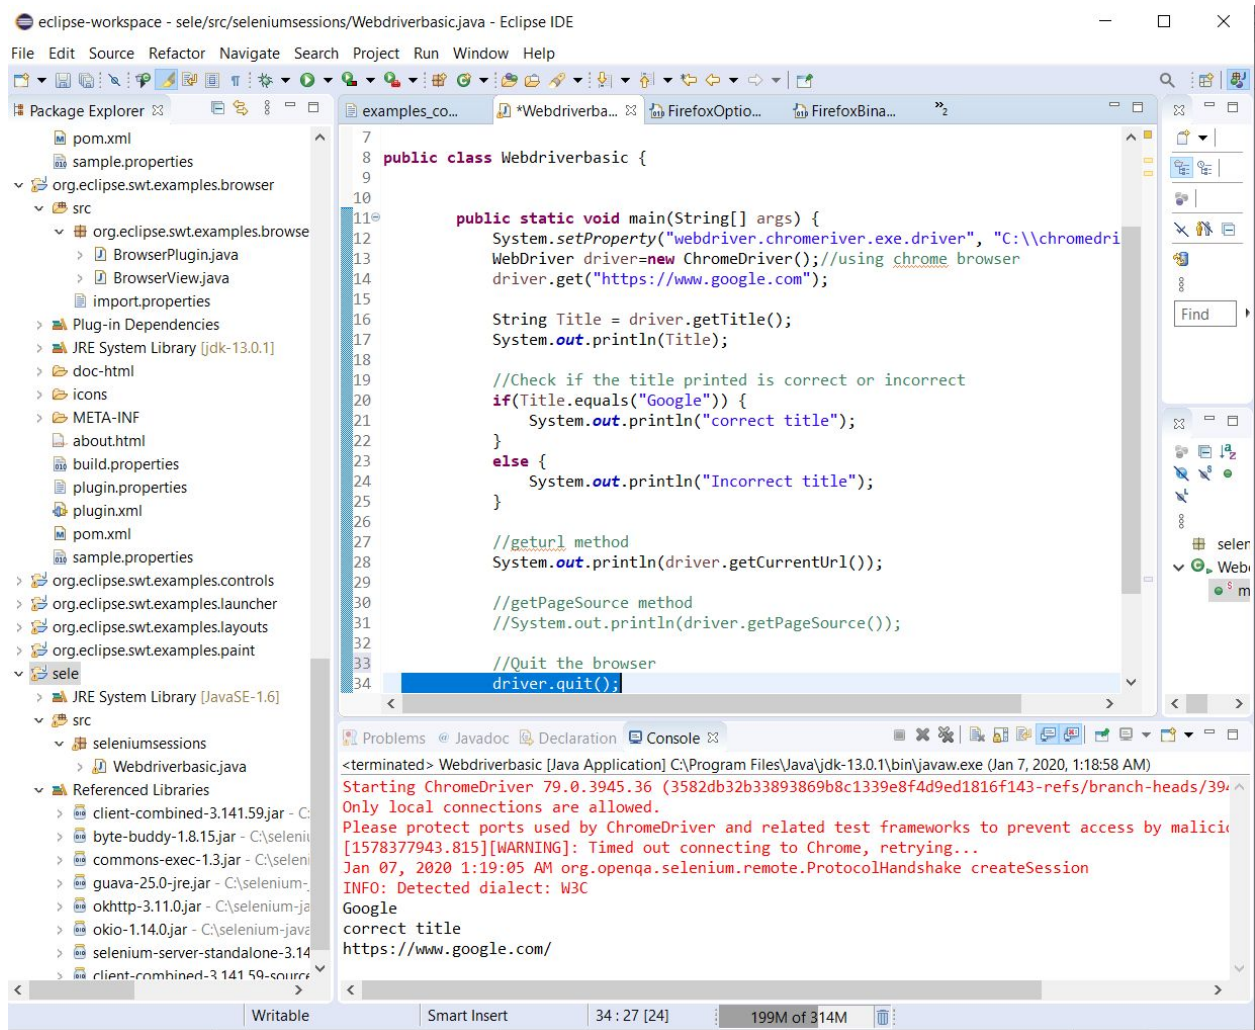 eclipse-workspace - sele/src/seleniumsessions/Webdriverbasic.java - Eclipse IDE
File Edit Source Refactor Navigate Search Project Run Window Help
Package Explorer
pom.xml
sample.properties
org.eclipse.swt.examples.browser
src
org.eclipse.swt.examples.browse
BrowserPlugin.java
BrowserView.java
import.properties
Plug-in Dependencies
JRE System Library [jdk-13.0.1]
doc-html
icons
META-INF
about.html
build.properties
plugin.properties
plugin.xml
pom.xml
sample.properties
org.eclipse.swt.examples.controls
org.eclipse.swt.examples.launcher
org.eclipse.swt.examples.layouts
org.eclipse.swt.examples.paint
sele
JRE System Library [JavaSE-1.6]
src
seleniumsessions
Webdriverbasic.java
Referenced Libraries
client-combined-3.141.59.jar - C:
byte-buddy-1.8.15.jar - C:\seleniu
commons-exec-1.3.jar - C:\seleni
guava-25.0-jre.jar - C:\selenium-
okhttp-3.11.0.jar - C:\selenium-ja
okio-1.14.0.jar - C:\selenium-java
selenium-server-standalone-3.14
client-combined-3.141.59-source
examples_co... *Webdriverba... FirefoxOptio... FirefoxBina... »2
7
8 public class Webdriverbasic {
9
10
11 public static void main(String[] args) {
12 System.setProperty("webdriver.chromeriver.exe.driver", "C:\\chromedri
13 WebDriver driver=new ChromeDriver();//using chrome browser
14 driver.get("https://www.google.com");
15
16 String Title = driver.getTitle();
17 System.out.println(Title);
18
19 //Check if the title printed is correct or incorrect
20 if(Title.equals("Google")) {
21 System.out.println("correct title");
22 }
23 else {
24 System.out.println("Incorrect title");
25 }
26
27 //geturl method
28 System.out.println(driver.getCurrentUrl());
29
30 //getPageSource method
31 //System.out.println(driver.getPageSource());
32
33 //Quit the browser
34 driver.quit();
Find
selen
Web
m
Problems @ Javadoc Declaration Console
<terminated> Webdriverbasic [Java Application] C:\Program Files\Java\jdk-13.0.1\bin\javaw.exe (Jan 7, 2020, 1:18:58 AM)
Starting ChromeDriver 79.0.3945.36 (3582db32b33893869b8c1339e8f4d9ed1816f143-refs/branch-heads/394
Only local connections are allowed.
Please protect ports used by ChromeDriver and related test frameworks to prevent access by malicio
[1578377943.815][WARNING]: Timed out connecting to Chrome, retrying...
Jan 07, 2020 1:19:05 AM org.openqa.selenium.remote.ProtocolHandshake createSession
INFO: Detected dialect: W3C
Google
correct title
https://www.google.com/
Writable Smart Insert 34 : 27 [24] 199M of 314M